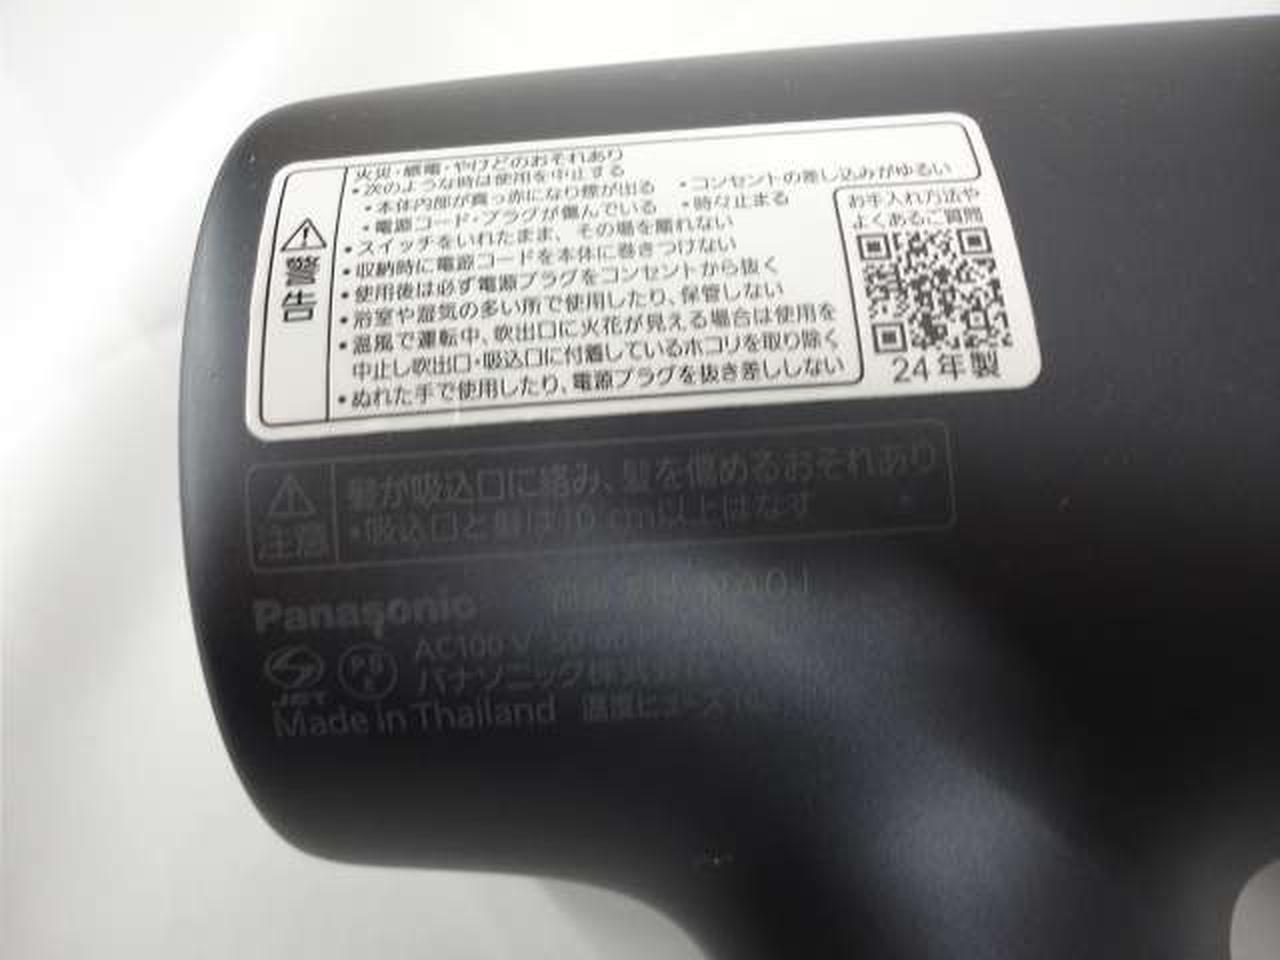 警告
火災・感電・やけどのおそれあり
・次のような時は使用を中止する
・本体内部が真っ赤になり煙が出る ・コンセントの差し込みがゆるい
・電源コード・プラグが傷んでいる ・時々止まる
・スイッチをいれたまま、その場を離れない
・収納時に電源コードを本体に巻きつけない
・使用後は必ず電源プラグをコンセントから抜く
・浴室や湿気の多い所で使用したり、保管しない
・温風で運転中、吹出口に火花が見える場合は使用を
中止し吹出口・吸込口に付着しているホコリを取り除く
・ぬれた手で使用したり、電源プラグを抜き差ししない
お手入れ方法や
よくあるご質問
24年製
注意
髪が吸込口に絡み、髪を傷めるおそれあり
・吸込口と髪は10 cm以上はなす
Panasonic
AC100 V
JET
PS
E
パナソニック株式会社
Made in Thailand 温度ヒューズ